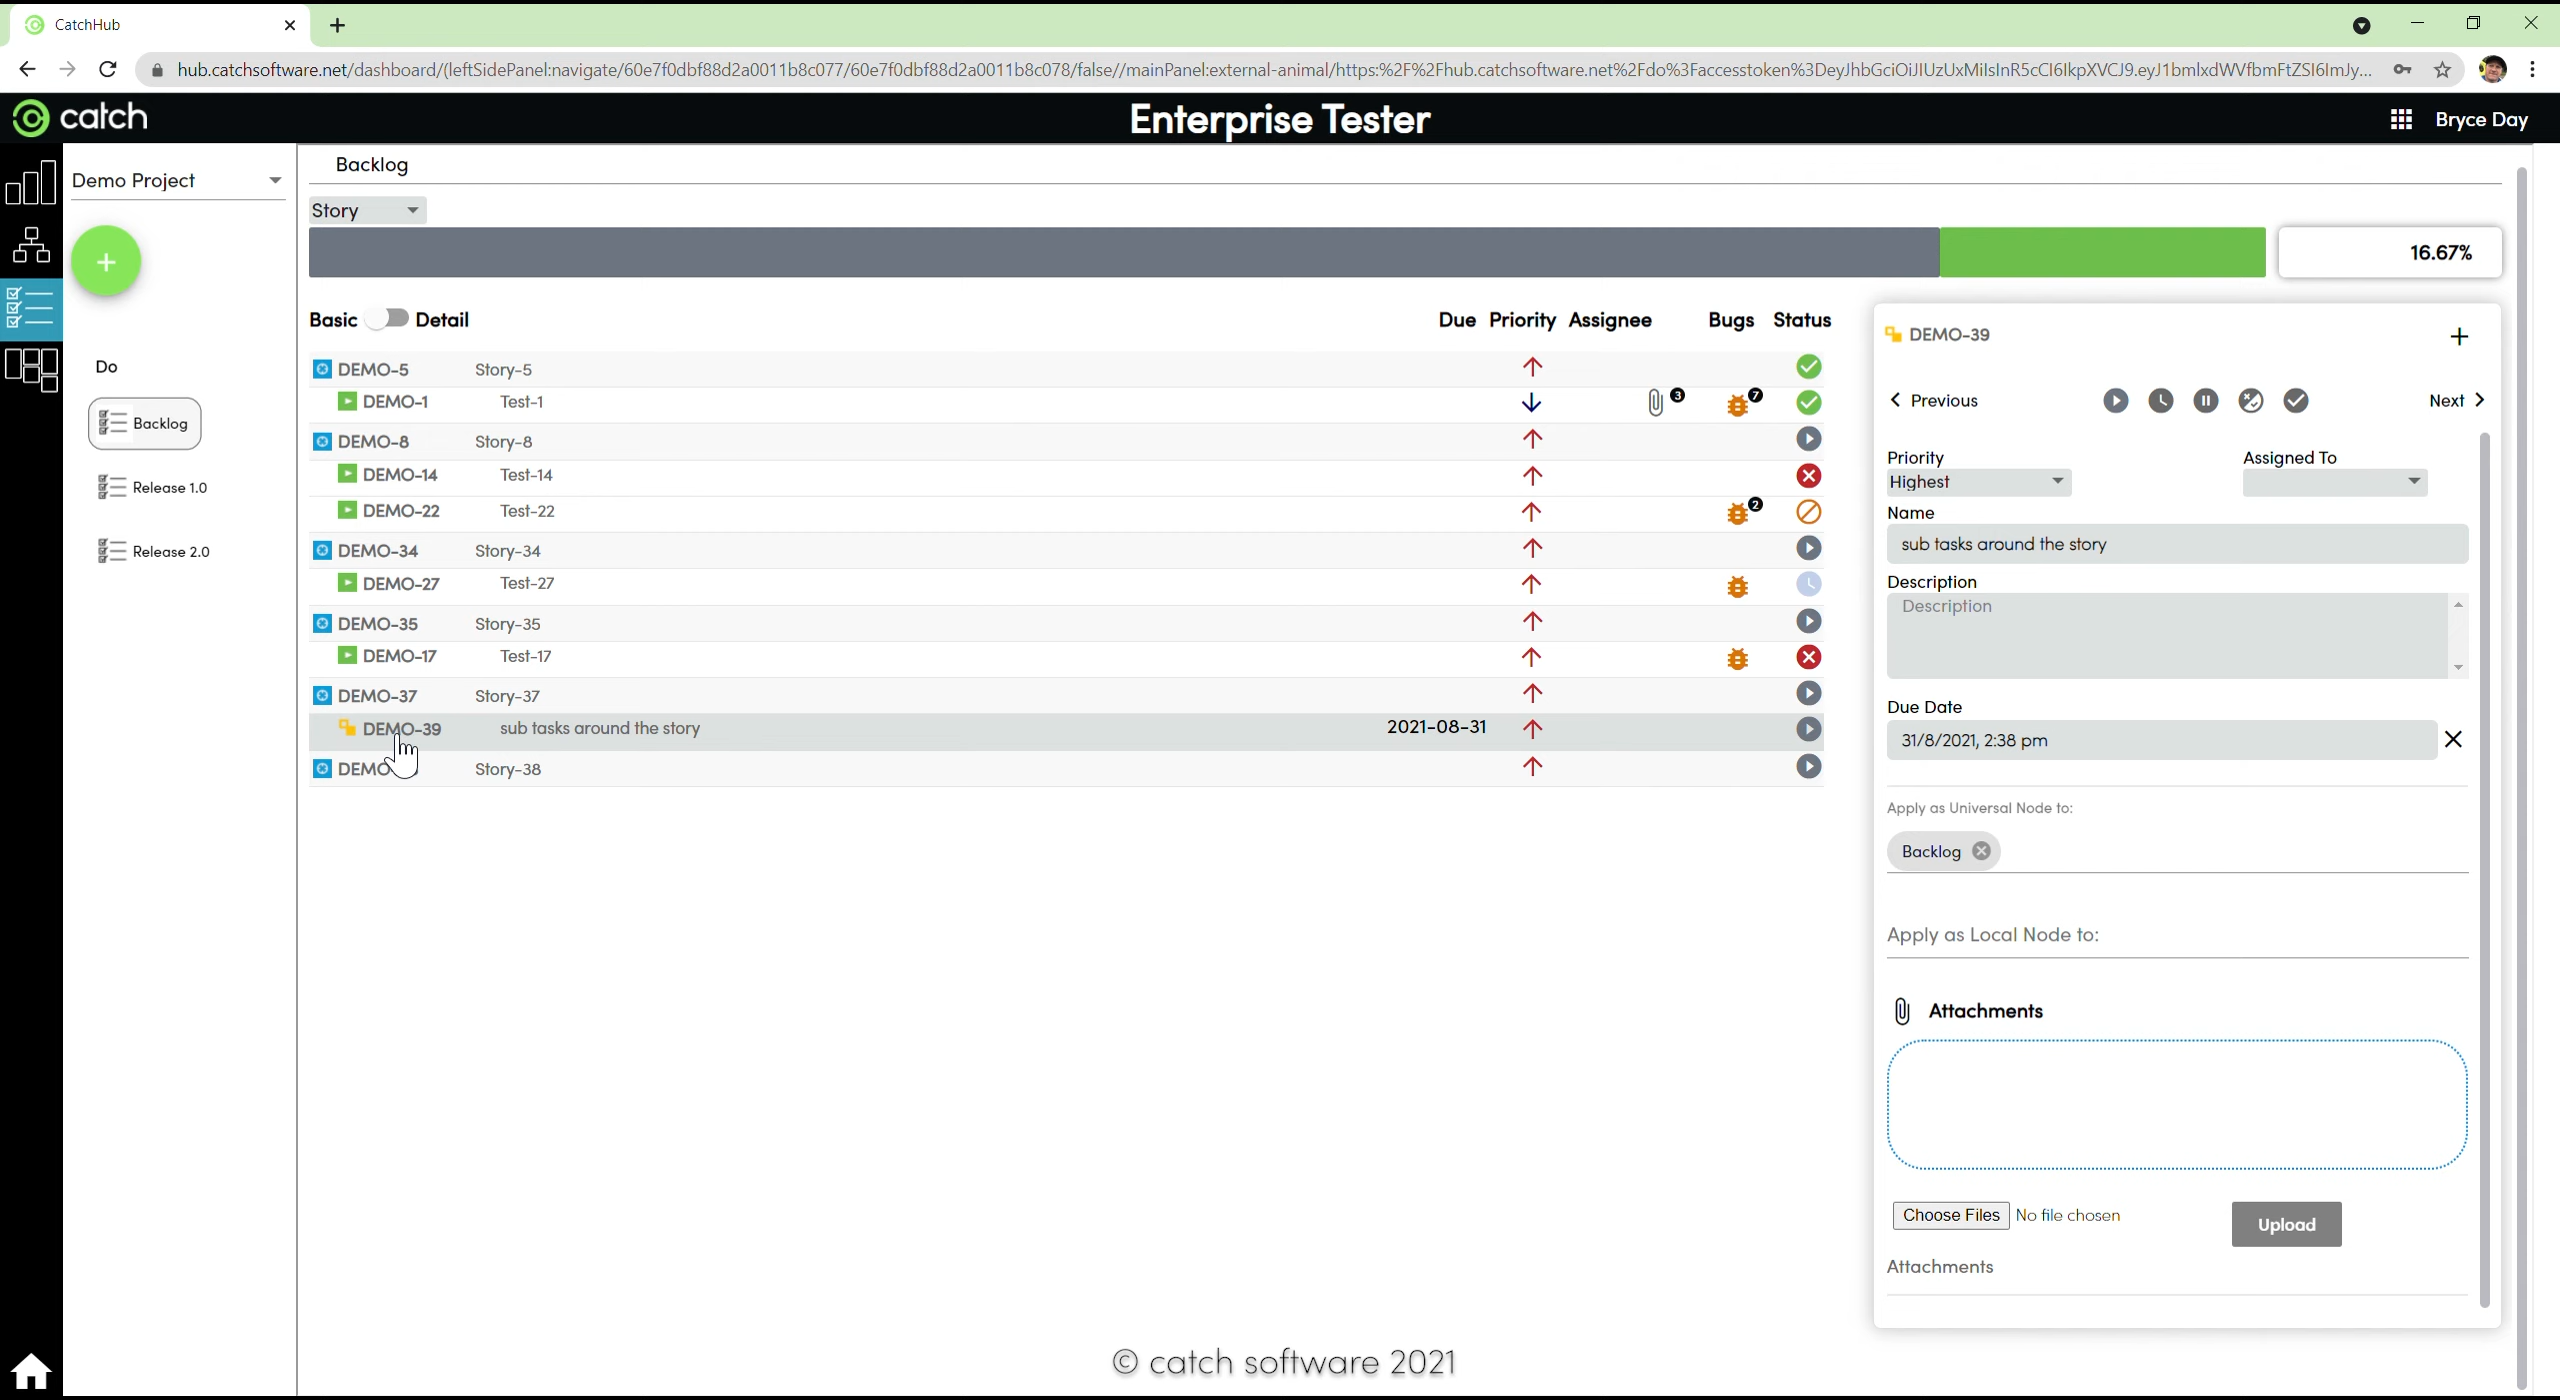 CatchHub
hub.catchsoftware.net/dashboard/(leftSidePanel:navigate/60e7f0dbf88d2a0011b8c077/60e7f0dbf88d2a0011b8c078/false//mainPanel:external-animal/https:%2F%2Fhub.catchsoftware.net%2Fdo%3Faccesstoken%3DeyJhbGciOiJIUzUxMiIsInR5cCI6IkpXVCJ9.eyJ1bmlxdWVfbmFtZSI6ImJy...
catch
Enterprise Tester
Bryce Day
Demo Project
Backlog
Story
16.67%
Basic Detail
Due Priority Assignee Bugs Status
Do
Backlog
Release 1.0
Release 2.0
DEMO-5 Story-5
DEMO-1 Test-1 3 7
DEMO-8 Story-8
DEMO-14 Test-14
DEMO-22 Test-22 2
DEMO-34 Story-34
DEMO-27 Test-27
DEMO-35 Story-35
DEMO-17 Test-17
DEMO-37 Story-37
DEMO-39 sub tasks around the story 2021-08-31
Story-38
DEMO-39
Previous
Next
Priority
Assigned To
Highest
Name
sub tasks around the story
Description
Description
Due Date
31/8/2021, 2:38 pm
Apply as Universal Node to:
Backlog
Apply as Local Node to:
Attachments
Choose Files No file chosen
Upload
Attachments
© catch software 2021